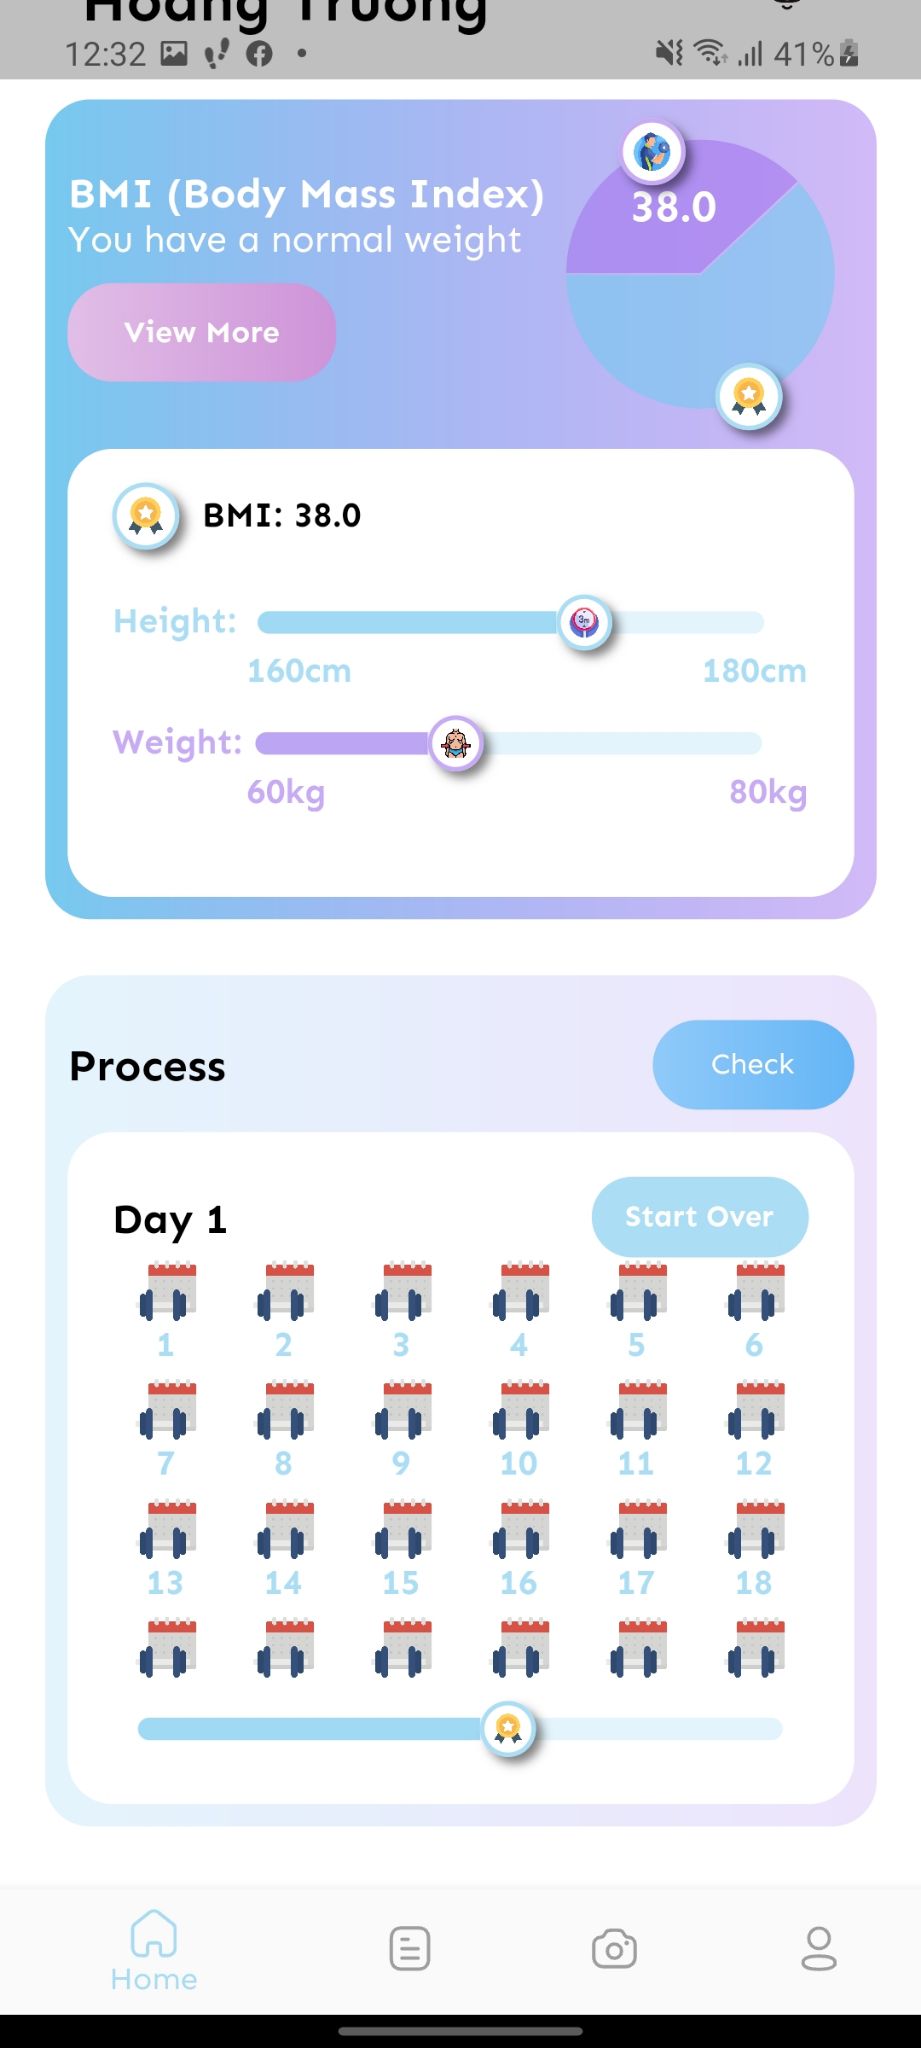 Hoang Truong
12:32
41%
BMI (Body Mass Index)
You have a normal weight
38.0
View More
BMI: 38.0
Height:
160cm 180cm
Weight:
60kg 80kg
Process
Check
Day 1
Start Over
1 2 3 4 5 6
7 8 9 10 11 12
13 14 15 16 17 18
Home